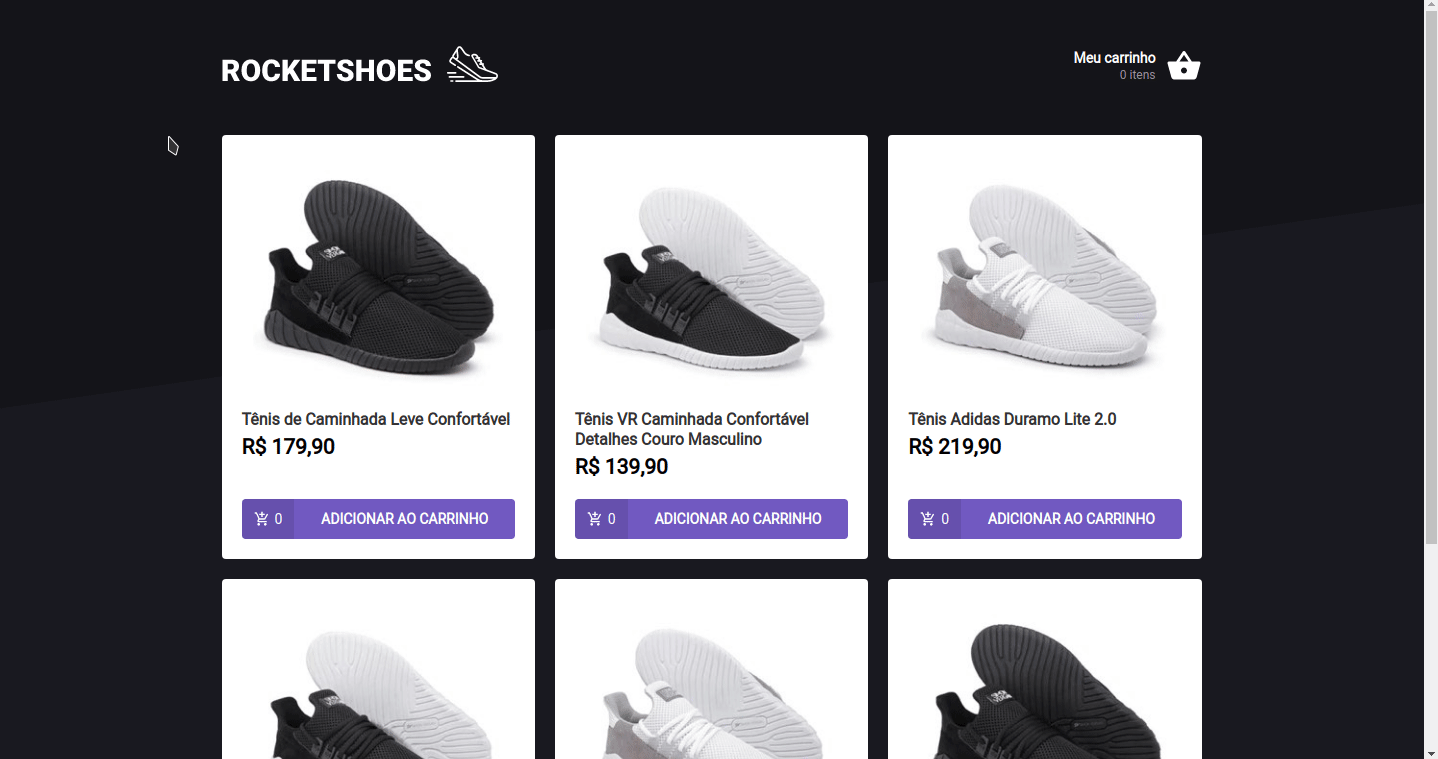 ROCKETSHOES
Meu carrinho
0 itens
Tênis de Caminhada Leve Confortável
R$ 179,90
0 ADICIONAR AO CARRINHO
Tênis VR Caminhada Confortável
Detalhes Couro Masculino
R$ 139,90
0 ADICIONAR AO CARRINHO
Tênis Adidas Duramo Lite 2.0
R$ 219,90
0 ADICIONAR AO CARRINHO